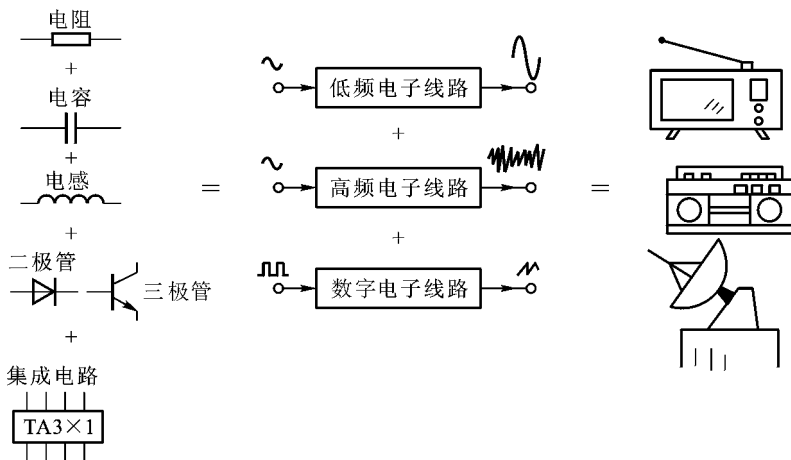 电阻
+
电容
+
电感
+
二极管
三极管
+
集成电路
TA3×1
=
低频电子线路
+
高频电子线路
+
数字电子线路
=